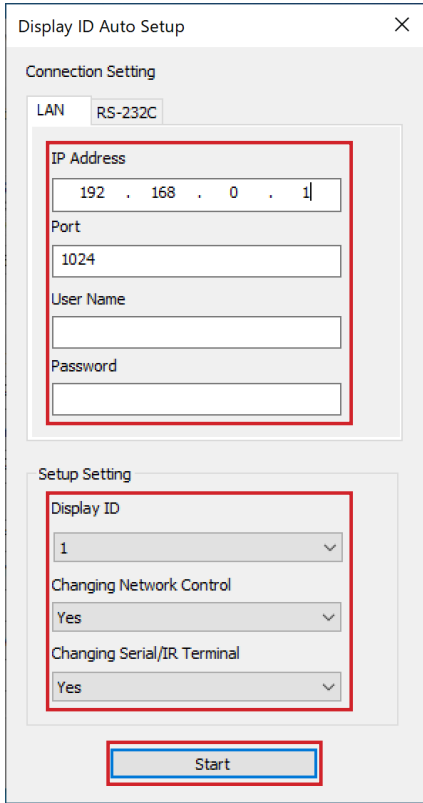 Display ID Auto Setup
Connection Setting
LAN RS-232C
IP Address
192 . 168 . 0 . 1
Port
1024
User Name
Password
Setup Setting
Display ID
1
Changing Network Control
Yes
Changing Serial/IR Terminal
Yes
Start